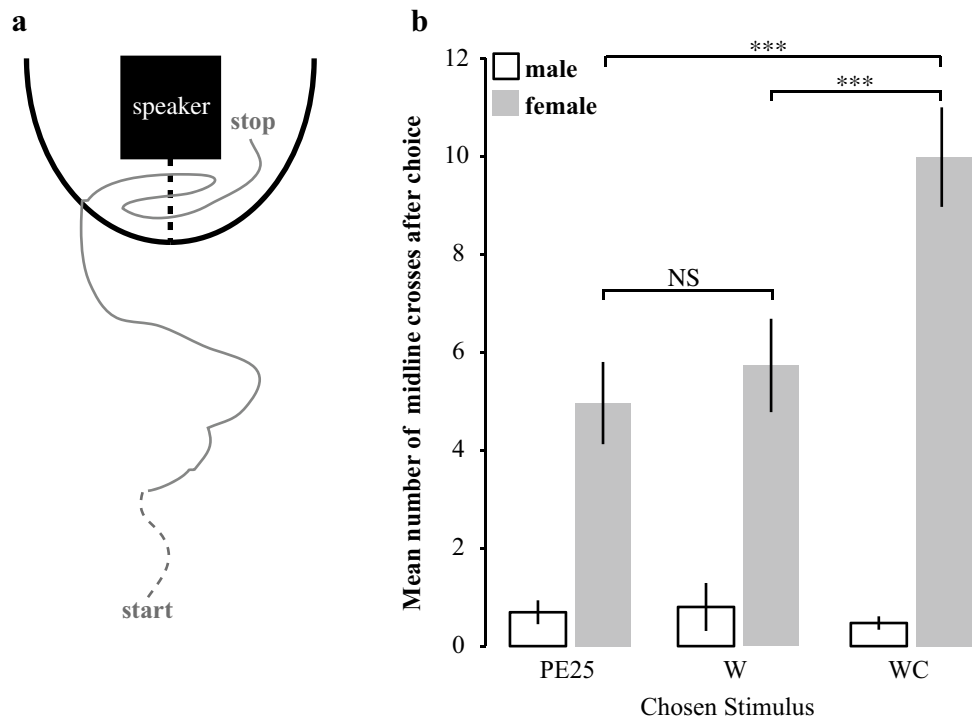 a
speaker
stop
start
b
Mean number of midline crosses after choice
12
10
8
6
4
2
0
male
female
***
***
NS
PE25 W WC
Chosen Stimulus